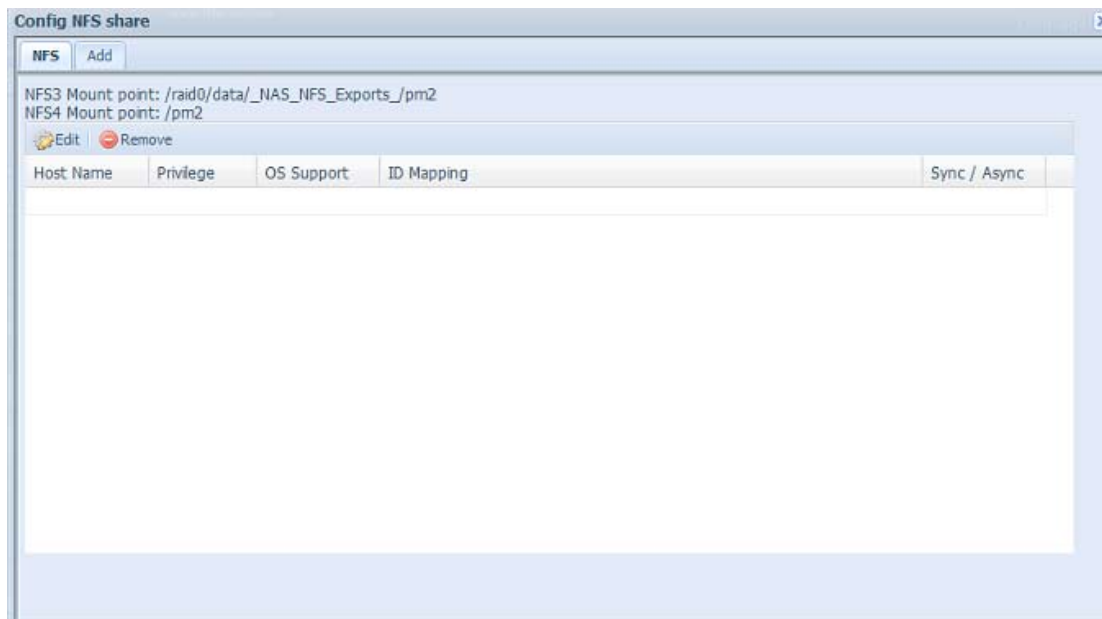 Config NFS share
NFS Add
NFS3 Mount point: /raid0/data/_NAS_NFS_Exports_/pm2
NFS4 Mount point: /pm2
Edit Remove
Host Name Privilege OS Support ID Mapping Sync / Async